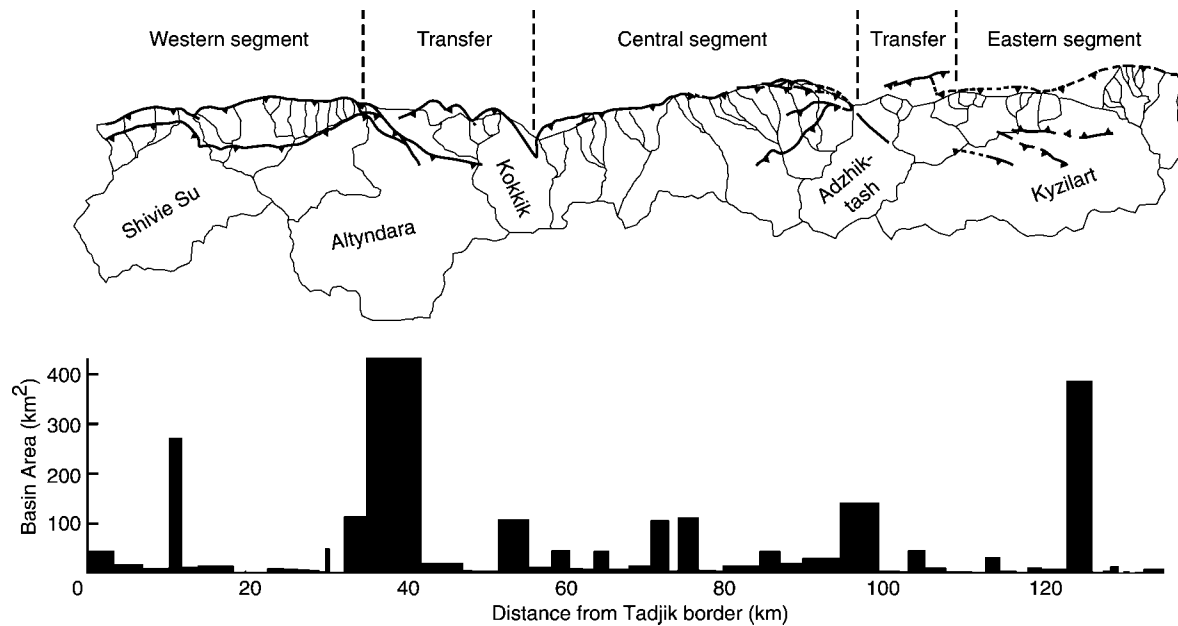 Western segment
Transfer
Central segment
Transfer
Eastern segment
Shivie Su
Altyndara
Kokkik
Adzhik-
tash
Kyzilart
Basin Area (km²)
400
300
200
100
0
20
40
60
80
100
120
Distance from Tadjik border (km)